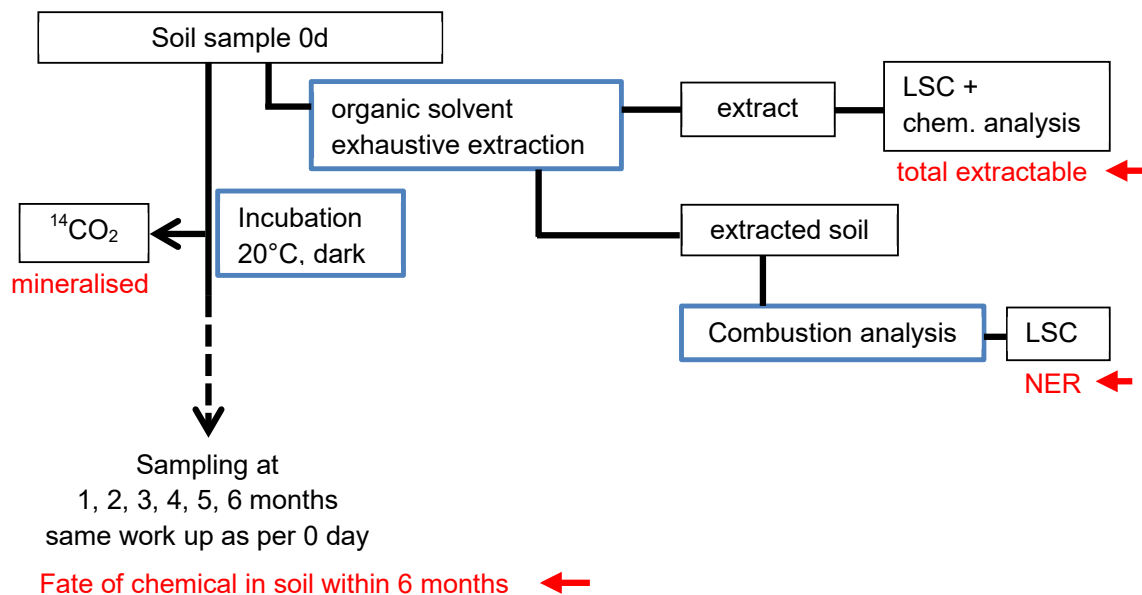 Soil sample 0d
organic solvent
exhaustive extraction
extract
LSC +
chem. analysis
total extractable
¹⁴CO₂
mineralised
Incubation
20°C, dark
extracted soil
Combustion analysis
LSC
NER
Sampling at
1, 2, 3, 4, 5, 6 months
same work up as per 0 day
Fate of chemical in soil within 6 months